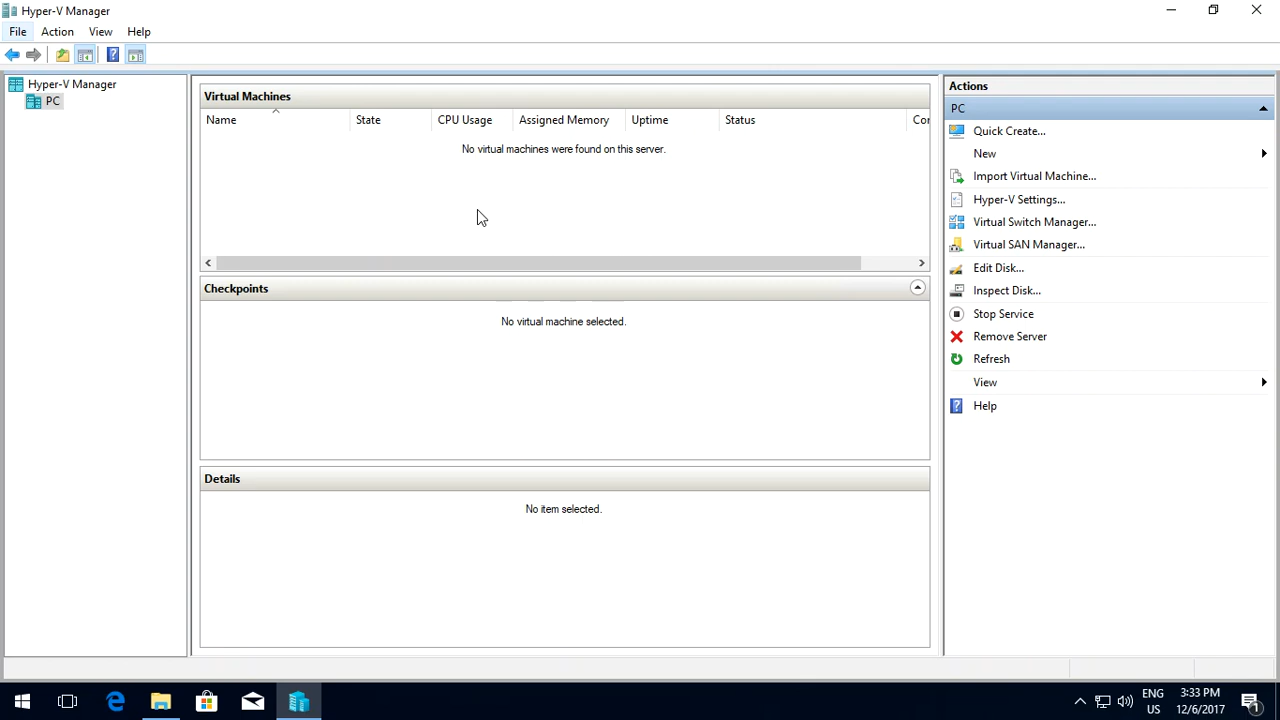 Hyper-V Manager
File Action View Help
Hyper-V Manager
PC
Virtual Machines
Name State CPU Usage Assigned Memory Uptime Status Cor
No virtual machines were found on this server.
Checkpoints
No virtual machine selected.
Details
No item selected.
Actions
PC
Quick Create...
New
Import Virtual Machine...
Hyper-V Settings...
Virtual Switch Manager...
Virtual SAN Manager...
Edit Disk...
Inspect Disk...
Stop Service
Remove Server
Refresh
View
Help
ENG
US
3:33 PM
12/6/2017
1